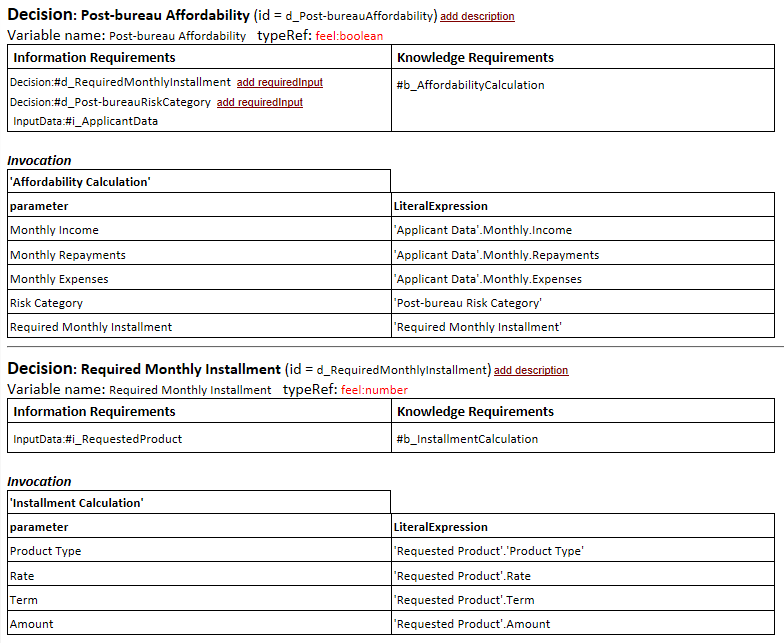 Decision: Post-bureau Affordability (id = d_Post-bureauAffordability) add description
Variable name: Post-bureau Affordability typeRef: feel:boolean
Information Requirements Knowledge Requirements
Decision:#d_RequiredMonthlyInstallment add requiredInput
Decision:#d_Post-bureauRiskCategory add requiredInput
InputData:#i_ApplicantData
#b_AffordabilityCalculation
Invocation
'Affordability Calculation'
parameter LiteralExpression
Monthly Income 'Applicant Data'.Monthly.Income
Monthly Repayments 'Applicant Data'.Monthly.Repayments
Monthly Expenses 'Applicant Data'.Monthly.Expenses
Risk Category 'Post-bureau Risk Category'
Required Monthly Installment 'Required Monthly Installment'
Decision: Required Monthly Installment (id = d_RequiredMonthlyInstallment) add description
Variable name: Required Monthly Installment typeRef: feel:number
Information Requirements Knowledge Requirements
InputData:#i_RequestedProduct #b_InstallmentCalculation
Invocation
'Installment Calculation'
parameter LiteralExpression
Product Type 'Requested Product'.'Product Type'
Rate 'Requested Product'.Rate
Term 'Requested Product'.Term
Amount 'Requested Product'.Amount